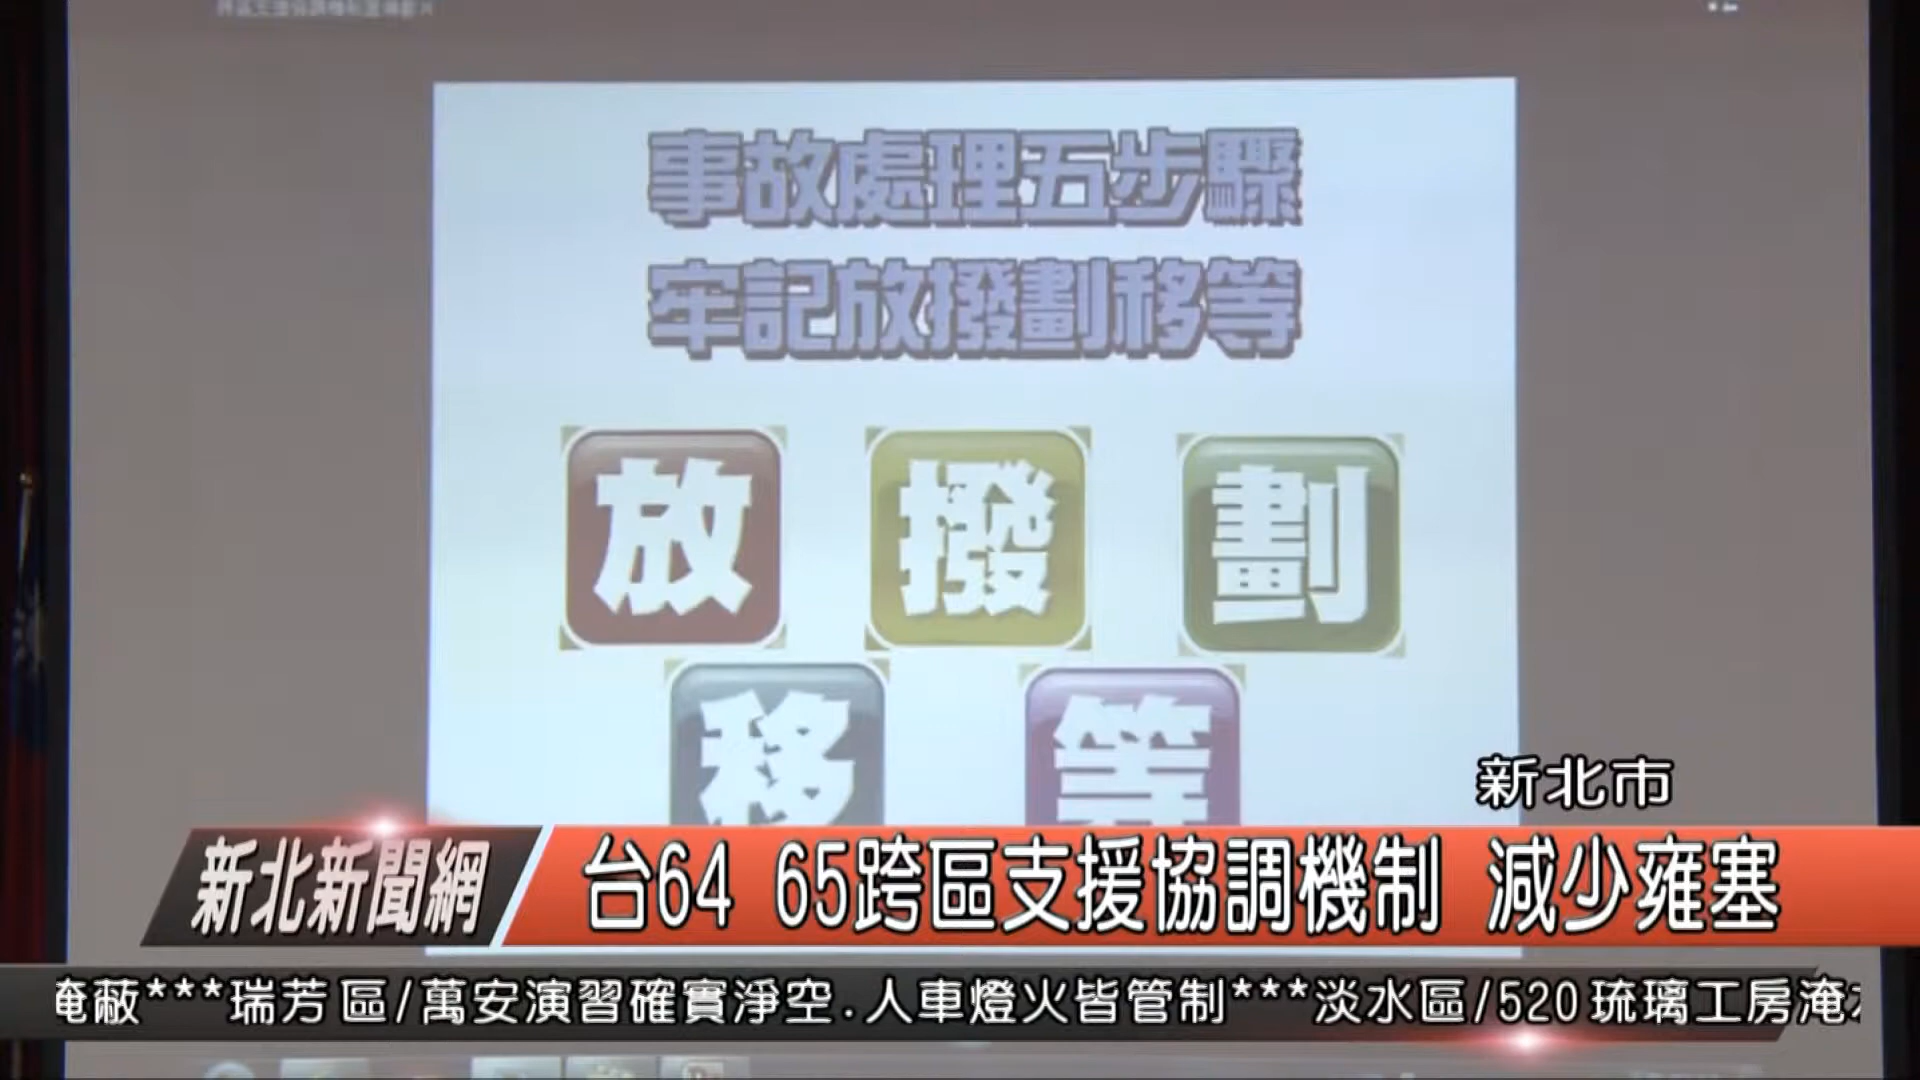 事故處理五步驟
牢記放撥劃移等
放 撥 劃
移 等
新北市
新北新聞網
台64 65跨區支援協調機制 減少雍塞
掩蔽***瑞芳區/萬安演習確實淨空.人車燈火皆管制***淡水區/520琉璃工房淹